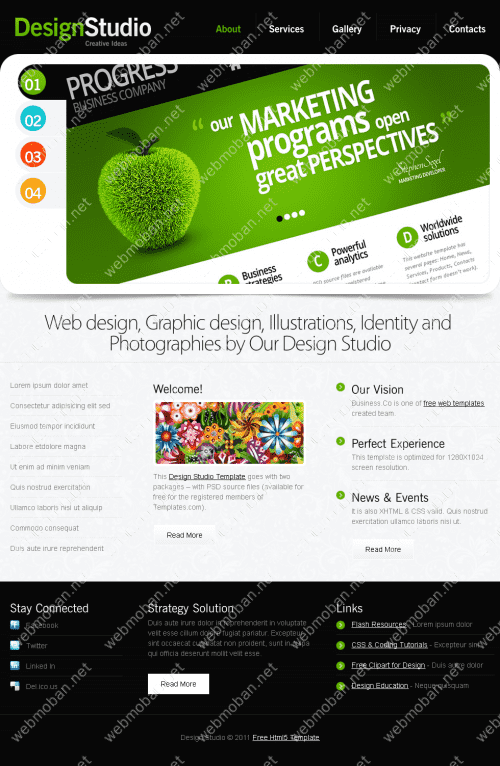 DesignStudio
Creative Ideas
About
Services
Gallery
Privacy
Contacts
01
02
03
04
PROGRESS
BUSINESS COMPANY
“ our MARKETING
programs open
great PERSPECTIVES ”
MARKETING DEVELOPER
B
Business
strategies
C
Powerful
analytics
PSD source files are available
registered
D
Worldwide
solutions
This website template has
several pages: Home, News,
Services, Products, Contacts
contact form doesn't work).
Web design, Graphic design, Illustrations, Identity and
Photographies by Our Design Studio
Lorem ipsum dolor amet
Consectetur adipisicing elit sed
Eiusmod tempor incididunt
Labore etdolore magna
Ut enim ad minim veniam
Quis nostrud exercitation
Ullamco laboris nisi ut aliquip
Commodo consequat
Duis aute irure reprehenderit
Welcome!
This Design Studio Template goes with two
packages – with PSD source files (available for
free for the registered members of
Templates.com).
Read More
Our Vision
Business Co is one of free web templates
created team.
Perfect Experience
This template is optimized for 1280X1024
screen resolution.
News & Events
It is also XHTML & CSS valid. Quis nostrud
exercitation ullamco laboris nisi ut.
Read More
Stay Connected
Facebook
Twitter
Linked In
Del.ico.us
Strategy Solution
Duis aute irure dolor in reprehenderit in voluptate
velit esse cillum dolore fugiat pariatur. Excepteur
sint occaecat cupidatat non proident, sunt in culpa
qui officia deserunt mollit velit esse.
Read More
Links
Flash Resources - Lorem ipsum dolor
CSS & Coding Tutorials - Excepteur sint
Free Clipart for Design - Duis aute dolor
Design Education - Neque quisquam
Design Studio © 2011 Free Html5 Template
webmoban.net